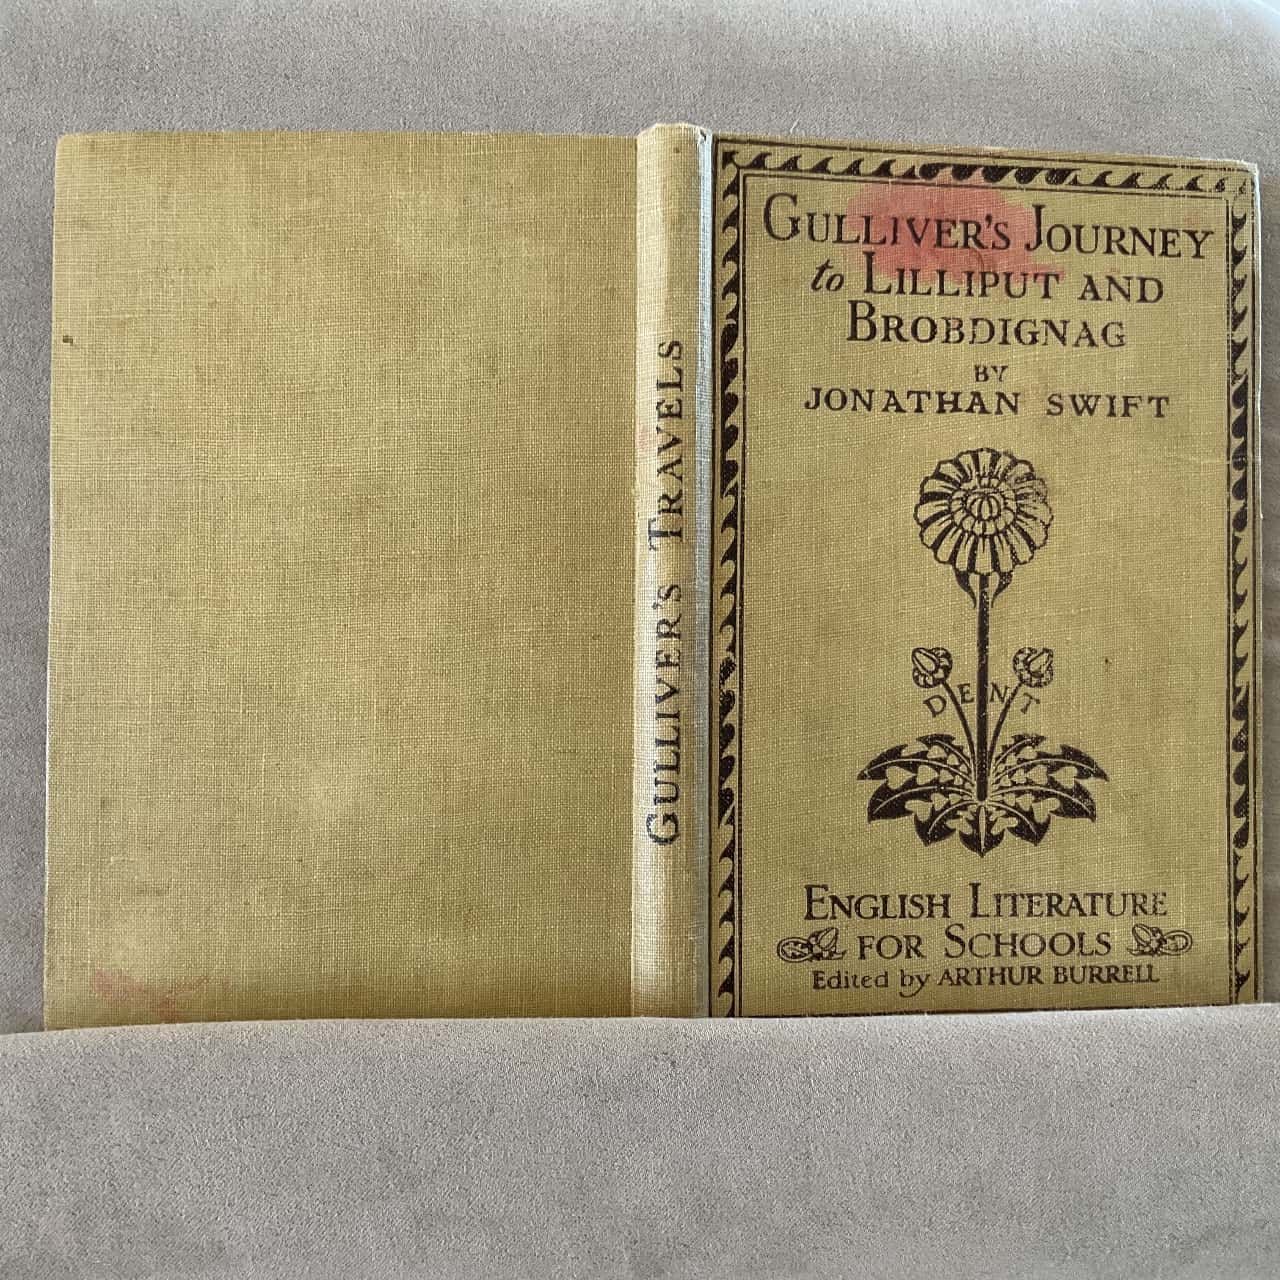 GULLIVER'S TRAVELS
GULLIVER'S JOURNEY
to LILLIPUT AND
BROBDIGNAG
BY
JONATHAN SWIFT
DENT
ENGLISH LITERATURE
FOR SCHOOLS
Edited by ARTHUR BURRELL